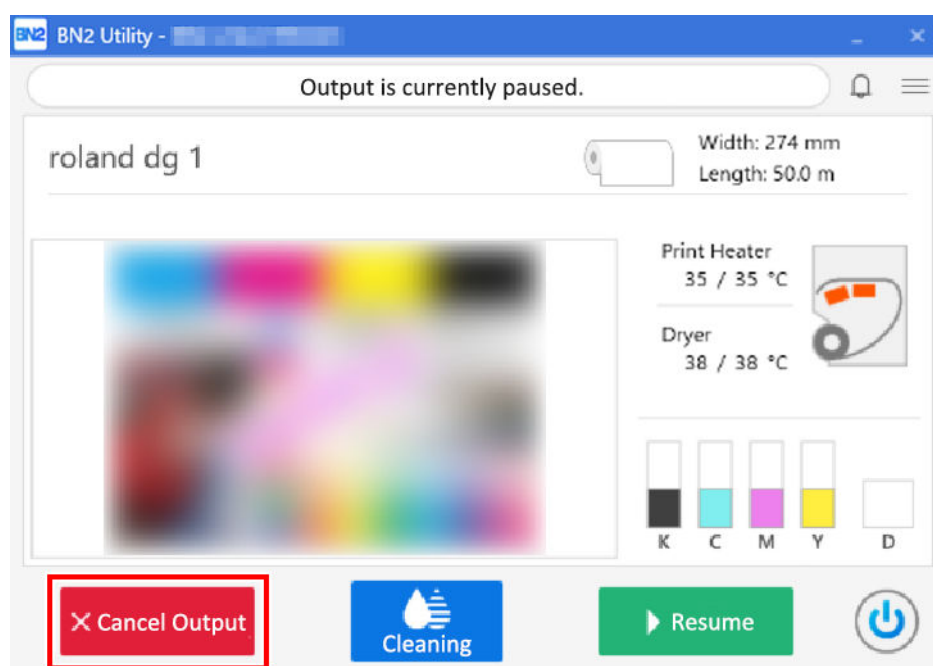 BN2 BN2 Utility -
Output is currently paused.
roland dg 1
Width: 274 mm
Length: 50.0 m
Print Heater
35 / 35 °C
Dryer
38 / 38 °C
K C M Y D
Cancel Output
Cleaning
Resume